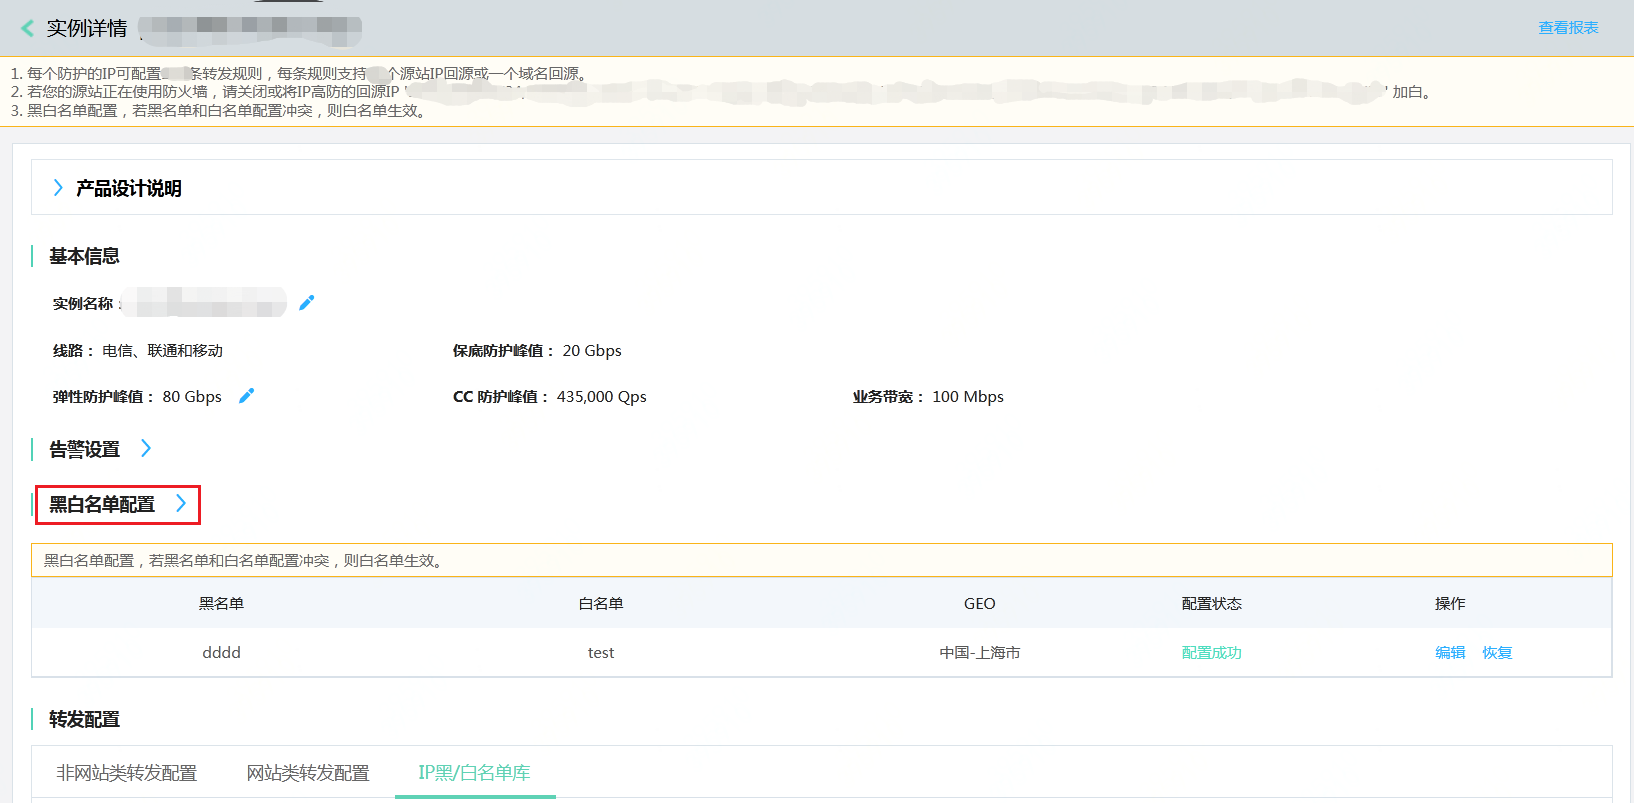 实例详情
查看报表
1. 每个防护的IP可配置 条转发规则，每条规则支持 个源站IP回源或一个域名回源。
2. 若您的源站正在使用防火墙，请关闭或将IP高防的回源IP ' ' 加白。
3. 黑白名单配置，若黑名单和白名单配置冲突，则白名单生效。
产品设计说明
基本信息
实例名称：
线路： 电信、联通和移动 保底防护峰值： 20 Gbps
弹性防护峰值： 80 Gbps CC 防护峰值： 435,000 Qps 业务带宽： 100 Mbps
告警设置
黑白名单配置
黑白名单配置，若黑名单和白名单配置冲突，则白名单生效。
黑名单 白名单 GEO 配置状态 操作
dddd test 中国-上海市 配置成功 编辑 恢复
转发配置
非网站类转发配置 网站类转发配置 IP黑/白名单库